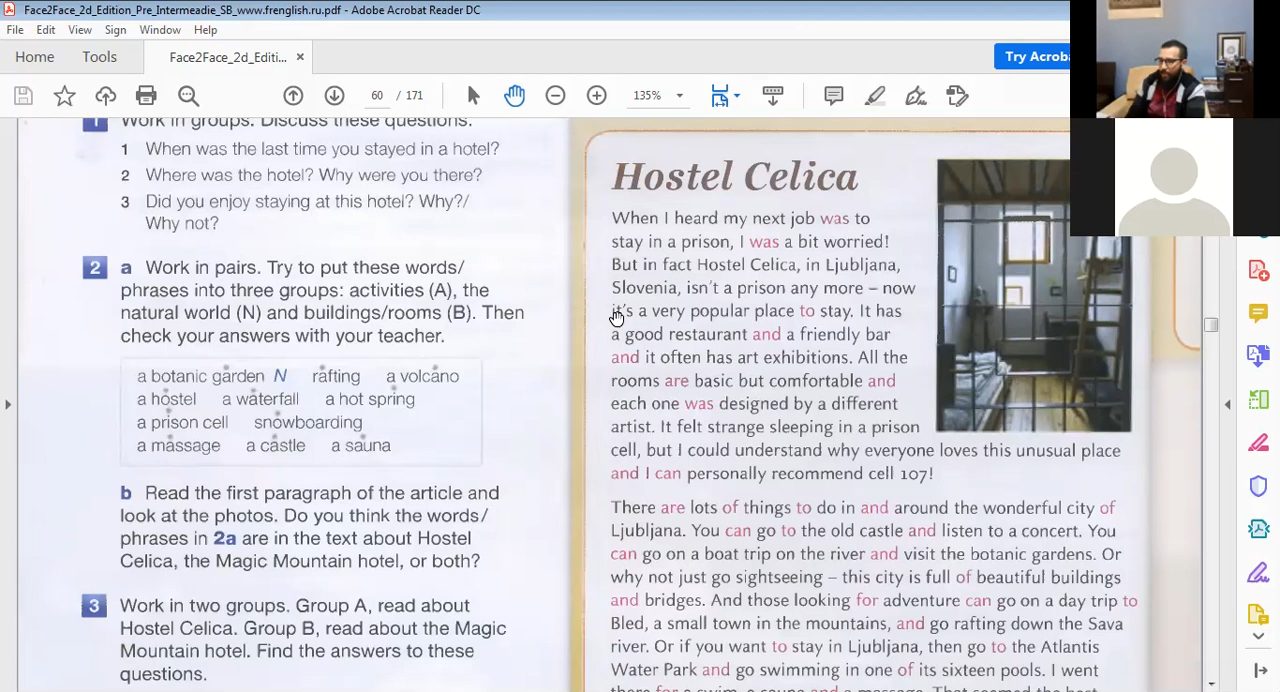 Face2Face_2d_Edition_Pre_Intermeadie_SB_www.frenglish.ru.pdf - Adobe Acrobat Reader DC
File Edit View Sign Window Help
Home Tools Face2Face_2d_Editi... ×
Try Acroba
60 / 171
135%
1 Work in groups. Discuss these questions.
1 When was the last time you stayed in a hotel?
2 Where was the hotel? Why were you there?
3 Did you enjoy staying at this hotel? Why?/
Why not?
2 a Work in pairs. Try to put these words/
phrases into three groups: activities (A), the
natural world (N) and buildings/rooms (B). Then
check your answers with your teacher.
a botanic garden N rafting a volcano
a hostel a waterfall a hot spring
a prison cell snowboarding
a massage a castle a sauna
b Read the first paragraph of the article and
look at the photos. Do you think the words/
phrases in 2a are in the text about Hostel
Celica, the Magic Mountain hotel, or both?
3 Work in two groups. Group A, read about
Hostel Celica. Group B, read about the Magic
Mountain hotel. Find the answers to these
questions.
Hostel Celica
When I heard my next job was to
stay in a prison, I was a bit worried!
But in fact Hostel Celica, in Ljubljana,
Slovenia, isn't a prison any more – now
it's a very popular place to stay. It has
a good restaurant and a friendly bar
and it often has art exhibitions. All the
rooms are basic but comfortable and
each one was designed by a different
artist. It felt strange sleeping in a prison
cell, but I could understand why everyone loves this unusual place
and I can personally recommend cell 107!
There are lots of things to do in and around the wonderful city of
Ljubljana. You can go to the old castle and listen to a concert. You
can go on a boat trip on the river and visit the botanic gardens. Or
why not just go sightseeing – this city is full of beautiful buildings
and bridges. And those looking for adventure can go on a day trip to
Bled, a small town in the mountains, and go rafting down the Sava
river. Or if you want to stay in Ljubljana, then go to the Atlantis
Water Park and go swimming in one of its sixteen pools. I went
there for a swim, a sauna and a massage. That seemed the best